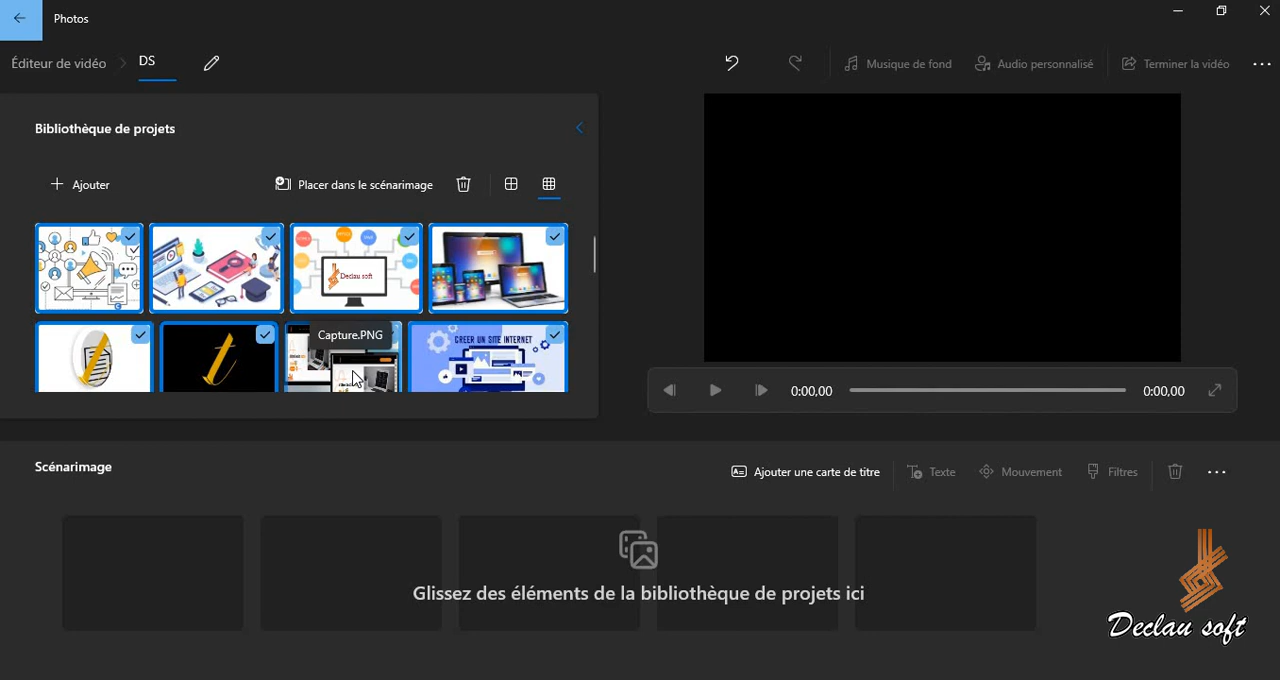 Photos
Éditeur de vidéo
DS
Musique de fond
Audio personnalisé
Terminer la vidéo
Bibliothèque de projets
Ajouter
Placer dans le scénarimage
Declau soft
Capture.PNG
CREER UN SITE INTERNET
0:00,00
0:00,00
Scénarimage
Ajouter une carte de titre
Texte
Mouvement
Filtres
Glissez des éléments de la bibliothèque de projets ici
Declau soft